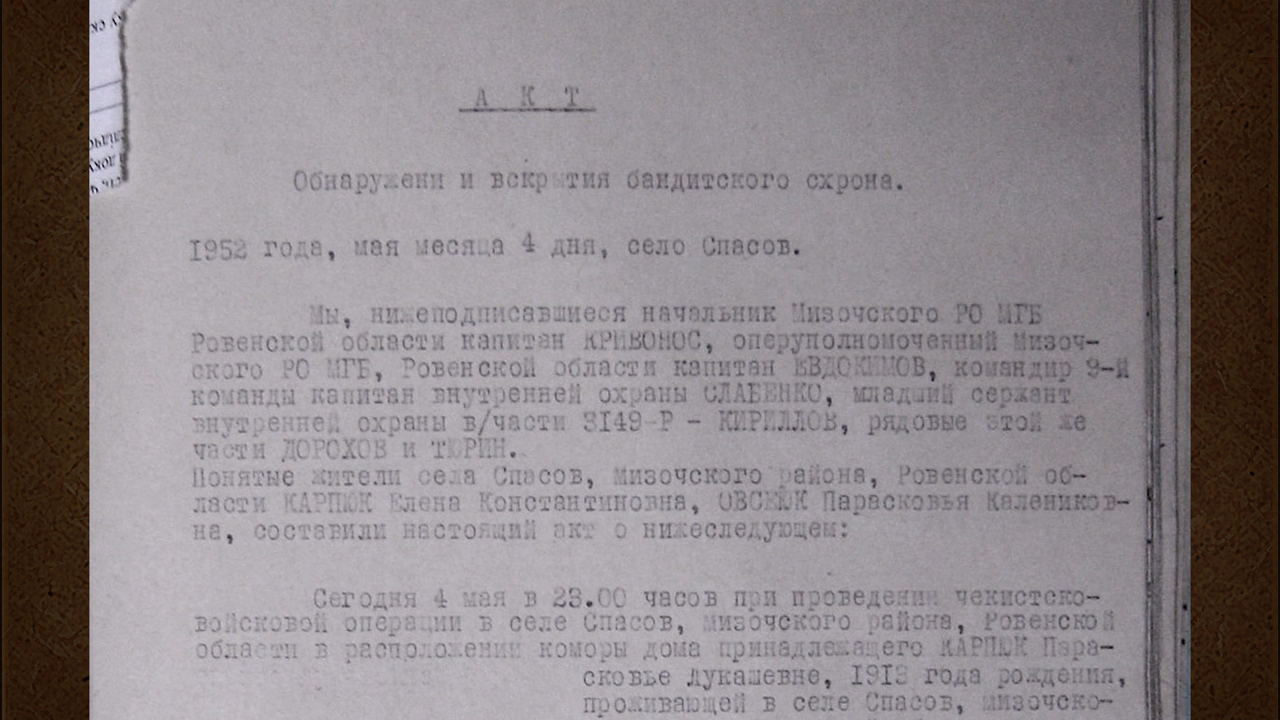 А К Т
Обнаружени и вскрытия бандитского схрона.
1952 года, мая месяца 4 дня, село Спасов.
Мы, нижеподписавшиеся начальник Мизочского РО МГБ
Ровенской области капитан КРИВОНОС, оперуполномоченный Мизоч-
ского РО МГБ, Ровенской области капитан ЕВДОКИМОВ, командир 9-й
команды капитан внутренней охраны СЛАБЕНКО, младший сержант
внутренней охраны в/части 3149-Р - КИРИЛЛОВ, рядовые этой же
части ДОРОХОВ и ТЮРИН.
Понятые жители села Спасов, Мизочского района, Ровенской об-
ласти КАРПЮК Елена Константиновна, ОВСЕЮК Парасковья Калеников-
на, составили настоящий акт о нижеследующем:
Сегодня 4 мая в 23.00 часов при проведении чекистско-
войсковой операции в селе Спасов, Мизочского района, Ровенской
области в расположении коморы дома принадлежащего КАРПЮК Пара-
сковье Лукашевне, 1913 года рождения,
проживающей в селе Спасов, Мизочско-